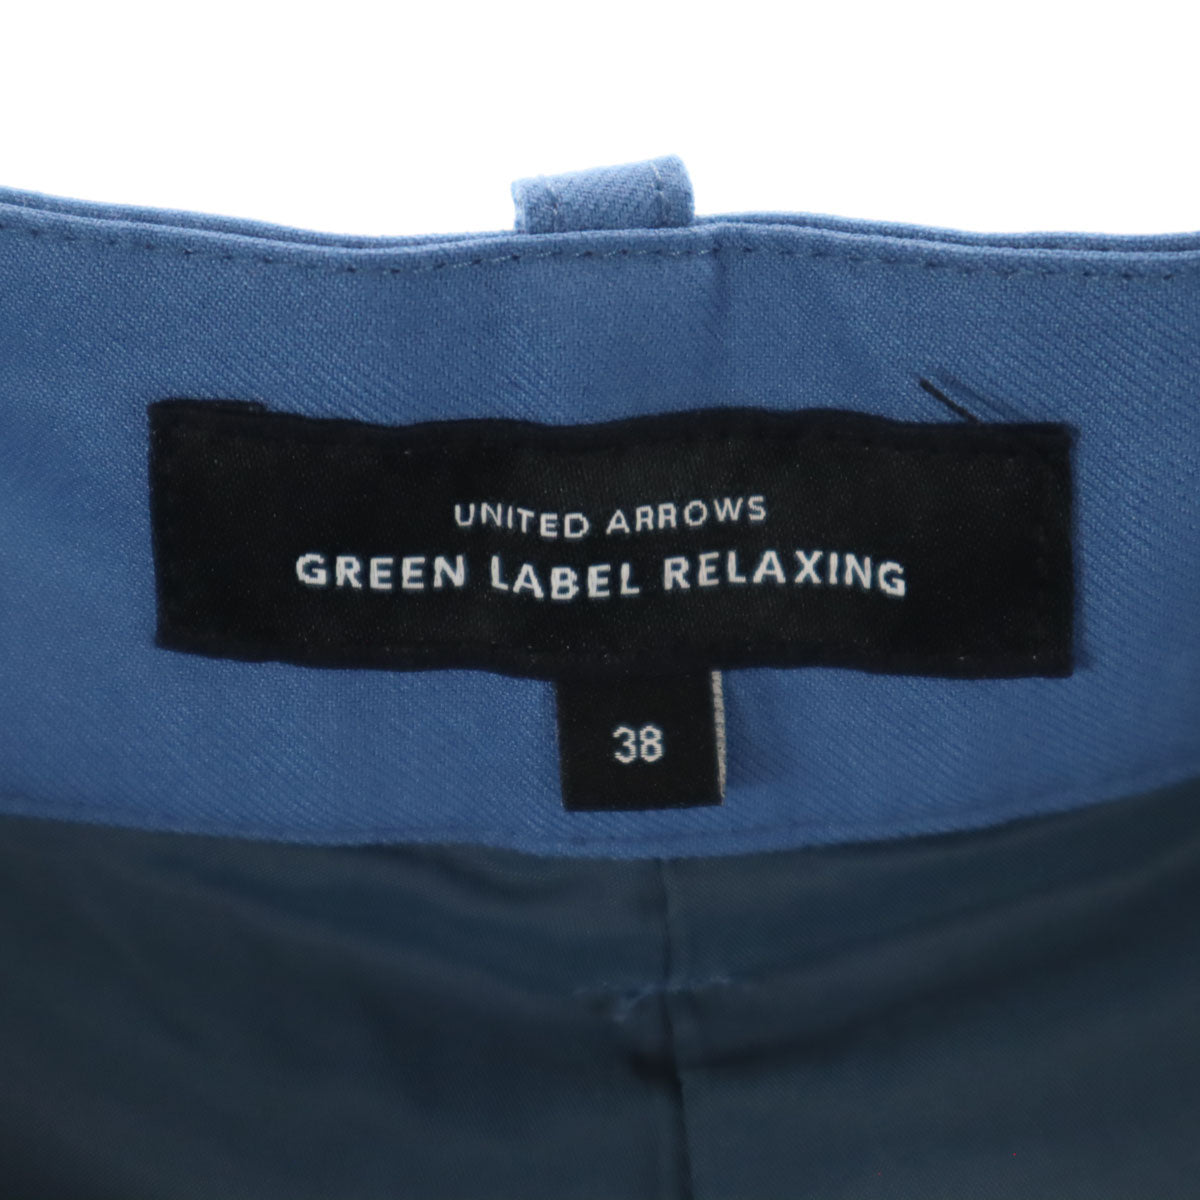 UNITED ARROWS
GREEN LABEL RELAXING
38